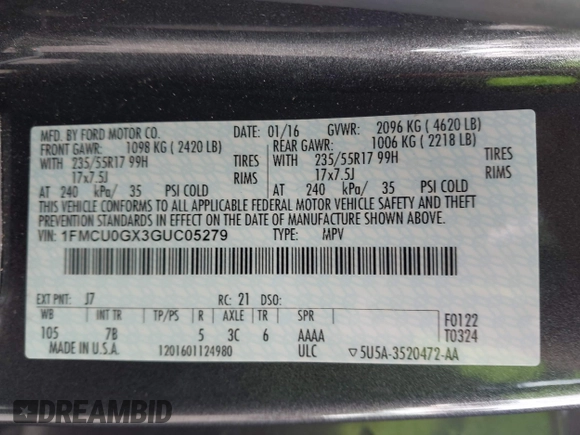 MFD. BY FORD MOTOR CO.
DATE: 01/16 GVWR: 2096 KG ( 4620 LB)
FRONT GAWR: 1098 KG ( 2420 LB) REAR GAWR: 1006 KG ( 2218 LB)
WITH 235/55R17 99H TIRES WITH 235/55R17 99H TIRES
17x7.5J RIMS 17x7.5J RIMS
AT 240 kPa/ 35 PSI COLD AT 240 kPa/ 35 PSI COLD
THIS VEHICLE CONFORMS TO ALL APPLICABLE FEDERAL MOTOR VEHICLE SAFETY AND THEFT
PREVENTION STANDARDS IN EFFECT ON THE DATE OF MANUFACTURE SHOWN ABOVE.
VIN: 1FMCU0GX3GUC05279 TYPE: MPV
EXT PNT: J7 RC: 21 DSO:
WB INT TR TP/PS R AXLE TR SPR
105 7B 5 3C 6 AAAA
F0122
T0324
MADE IN U.S.A. 1201601124980 ULC ▽5U5A-3520472-AA
DREAMBID